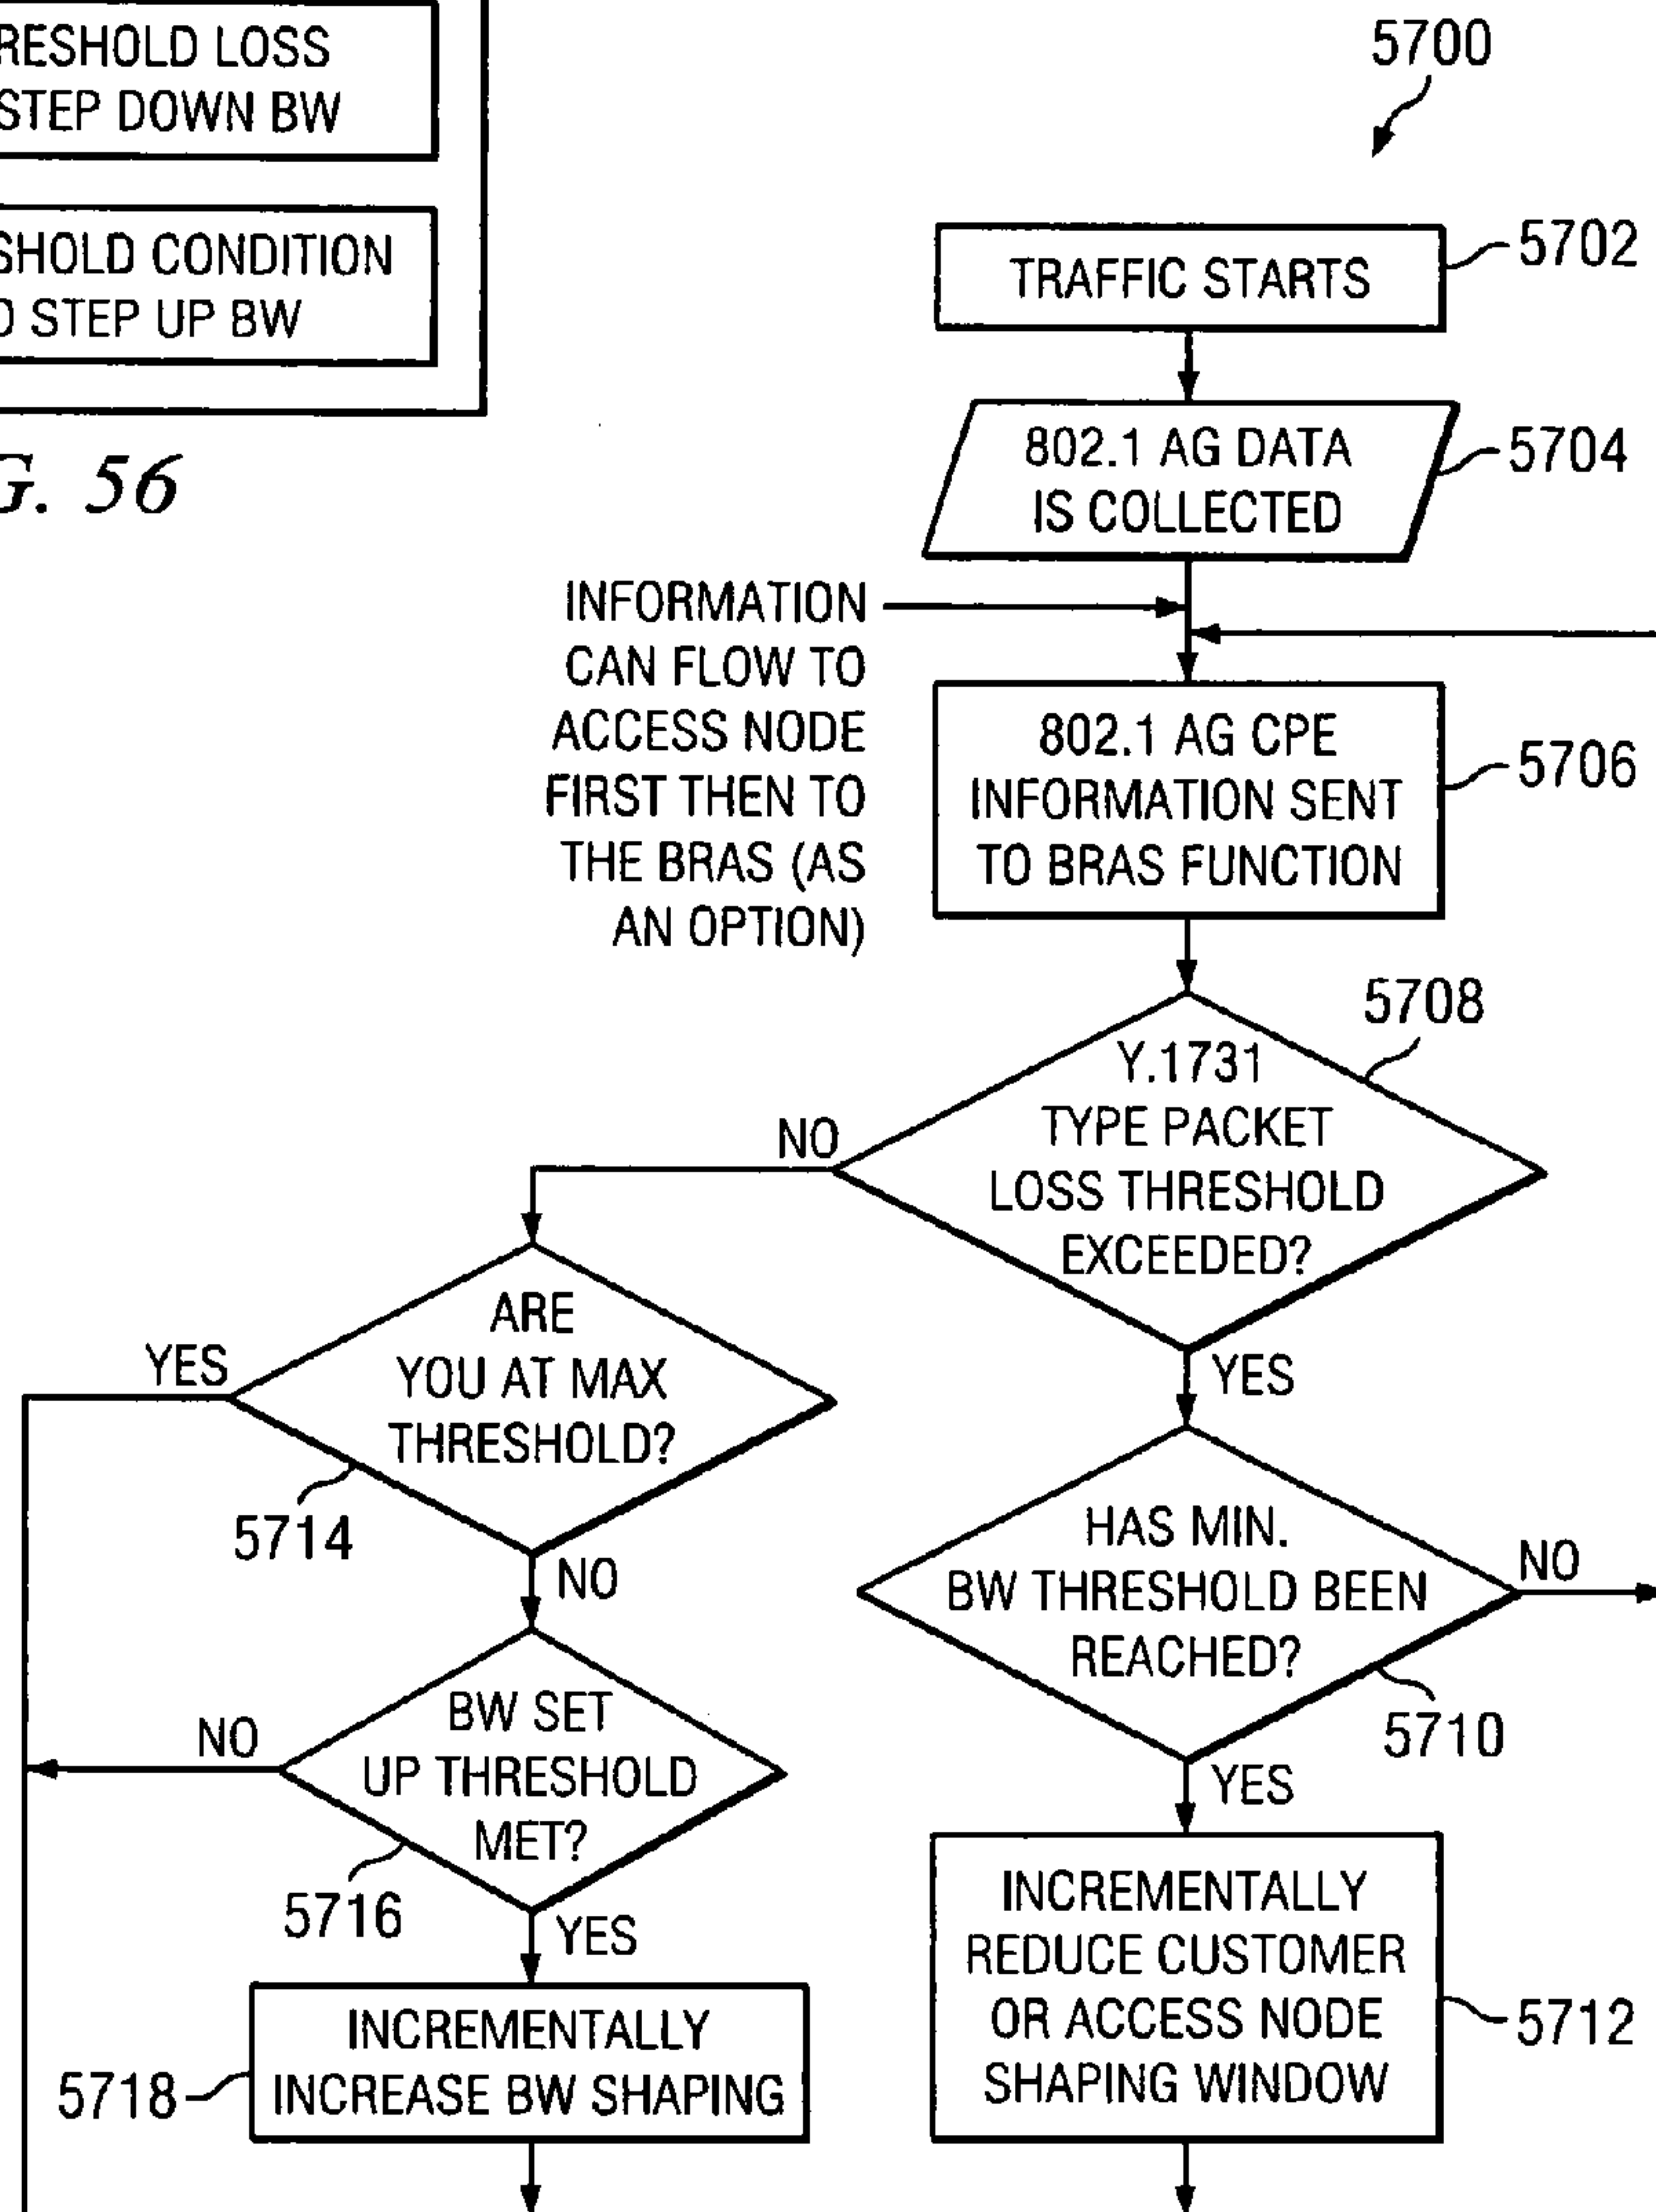 RESHOLD LOSS
STEP DOWN BW
SHOLD CONDITION
O STEP UP BW
G. 56
5700
TRAFFIC STARTS
5702
802.1 AG DATA
IS COLLECTED
5704
INFORMATION
CAN FLOW TO
ACCESS NODE
FIRST THEN TO
THE BRAS (AS
AN OPTION)
802.1 AG CPE
INFORMATION SENT
TO BRAS FUNCTION
5706
5708
Y.1731
TYPE PACKET
LOSS THRESHOLD
EXCEEDED?
NO
YES
ARE
YOU AT MAX
THRESHOLD?
YES
5714
NO
HAS MIN.
BW THRESHOLD BEEN
REACHED?
NO
5710
YES
BW SET
UP THRESHOLD
MET?
NO
5716
YES
INCREMENTALLY
INCREASE BW SHAPING
5718
INCREMENTALLY
REDUCE CUSTOMER
OR ACCESS NODE
SHAPING WINDOW
5712